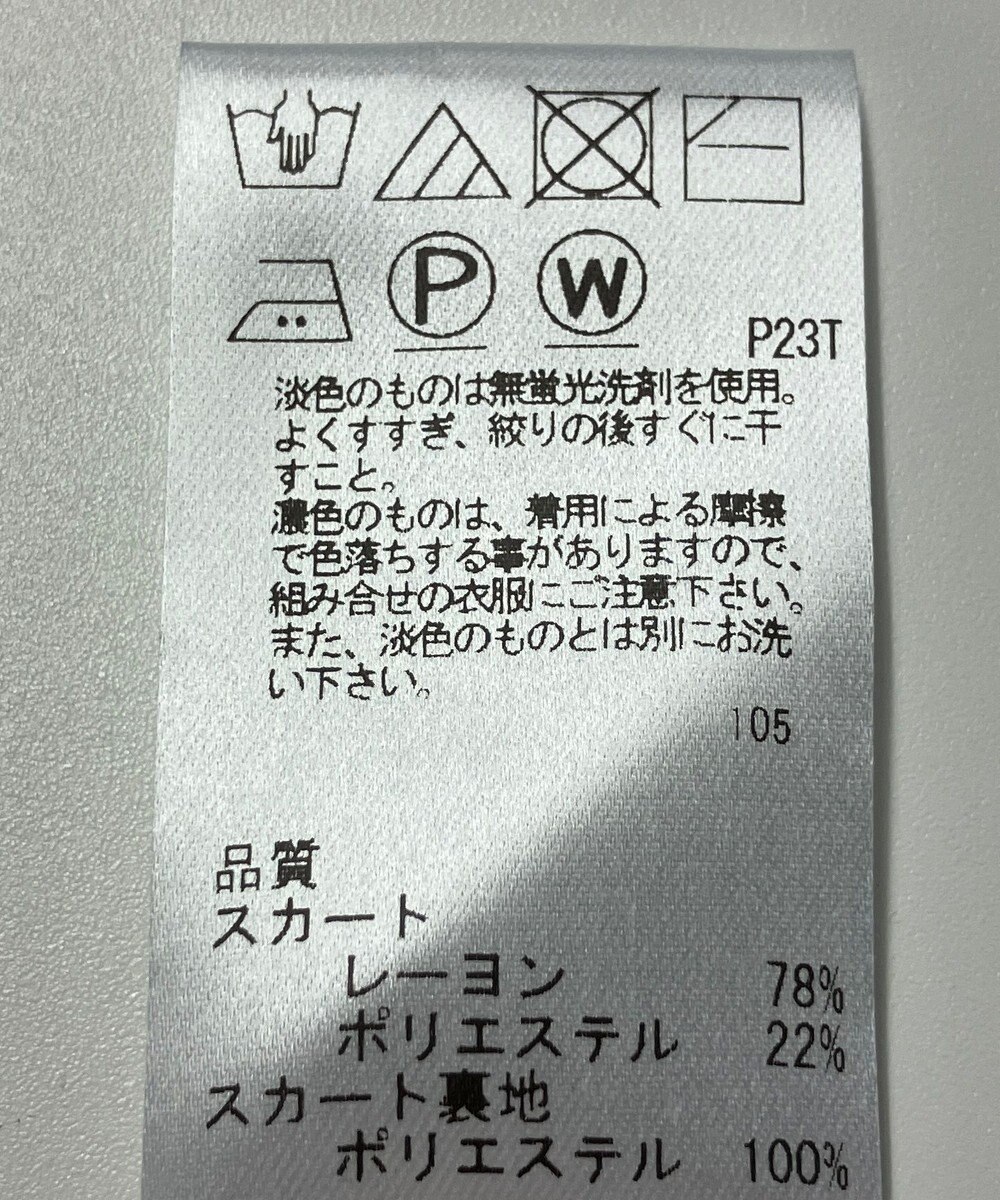 P W
P23T
淡色のものは無蛍光洗剤を使用。
よくすすぎ、絞りの後すぐに干
すこと。
濃色のものは、着用による摩擦
で色落ちする事がありますので、
組み合せの衣服にご注意下さい。
また、淡色のものとは別にお洗
い下さい。
105
品質
スカート
レーヨン 78%
ポリエステル 22%
スカート裏地
ポリエステル 100%